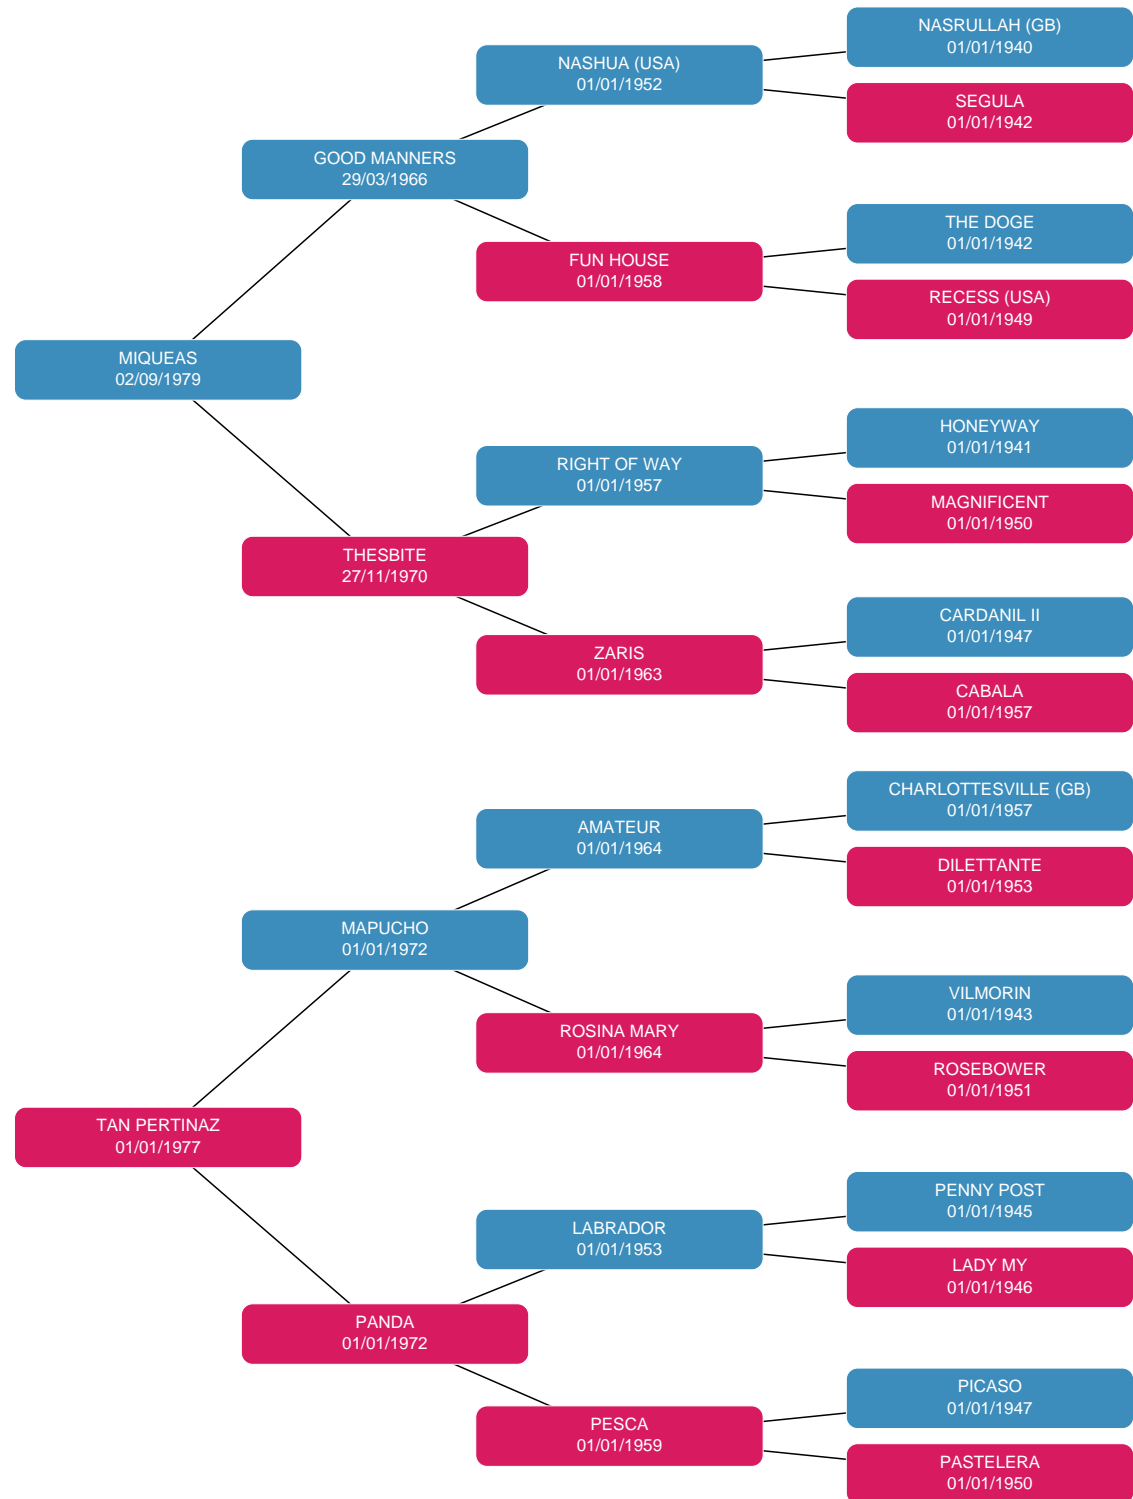 NASRULLAH (GB)
01/01/1940
NASHUA (USA)
01/01/1952
SEGULA
01/01/1942
GOOD MANNERS
29/03/1966
THE DOGE
01/01/1942
FUN HOUSE
01/01/1958
RECESS (USA)
01/01/1949
MIQUEAS
02/09/1979
HONEYWAY
01/01/1941
RIGHT OF WAY
01/01/1957
MAGNIFICENT
01/01/1950
THESBITE
27/11/1970
CARDANIL II
01/01/1947
ZARIS
01/01/1963
CABALA
01/01/1957
CHARLOTTESVILLE (GB)
01/01/1957
AMATEUR
01/01/1964
DILETTANTE
01/01/1953
MAPUCHO
01/01/1972
VILMORIN
01/01/1943
ROSINA MARY
01/01/1964
ROSEBOWER
01/01/1951
TAN PERTINAZ
01/01/1977
PENNY POST
01/01/1945
LABRADOR
01/01/1953
LADY MY
01/01/1946
PANDA
01/01/1972
PICASO
01/01/1947
PESCA
01/01/1959
PASTELERA
01/01/1950